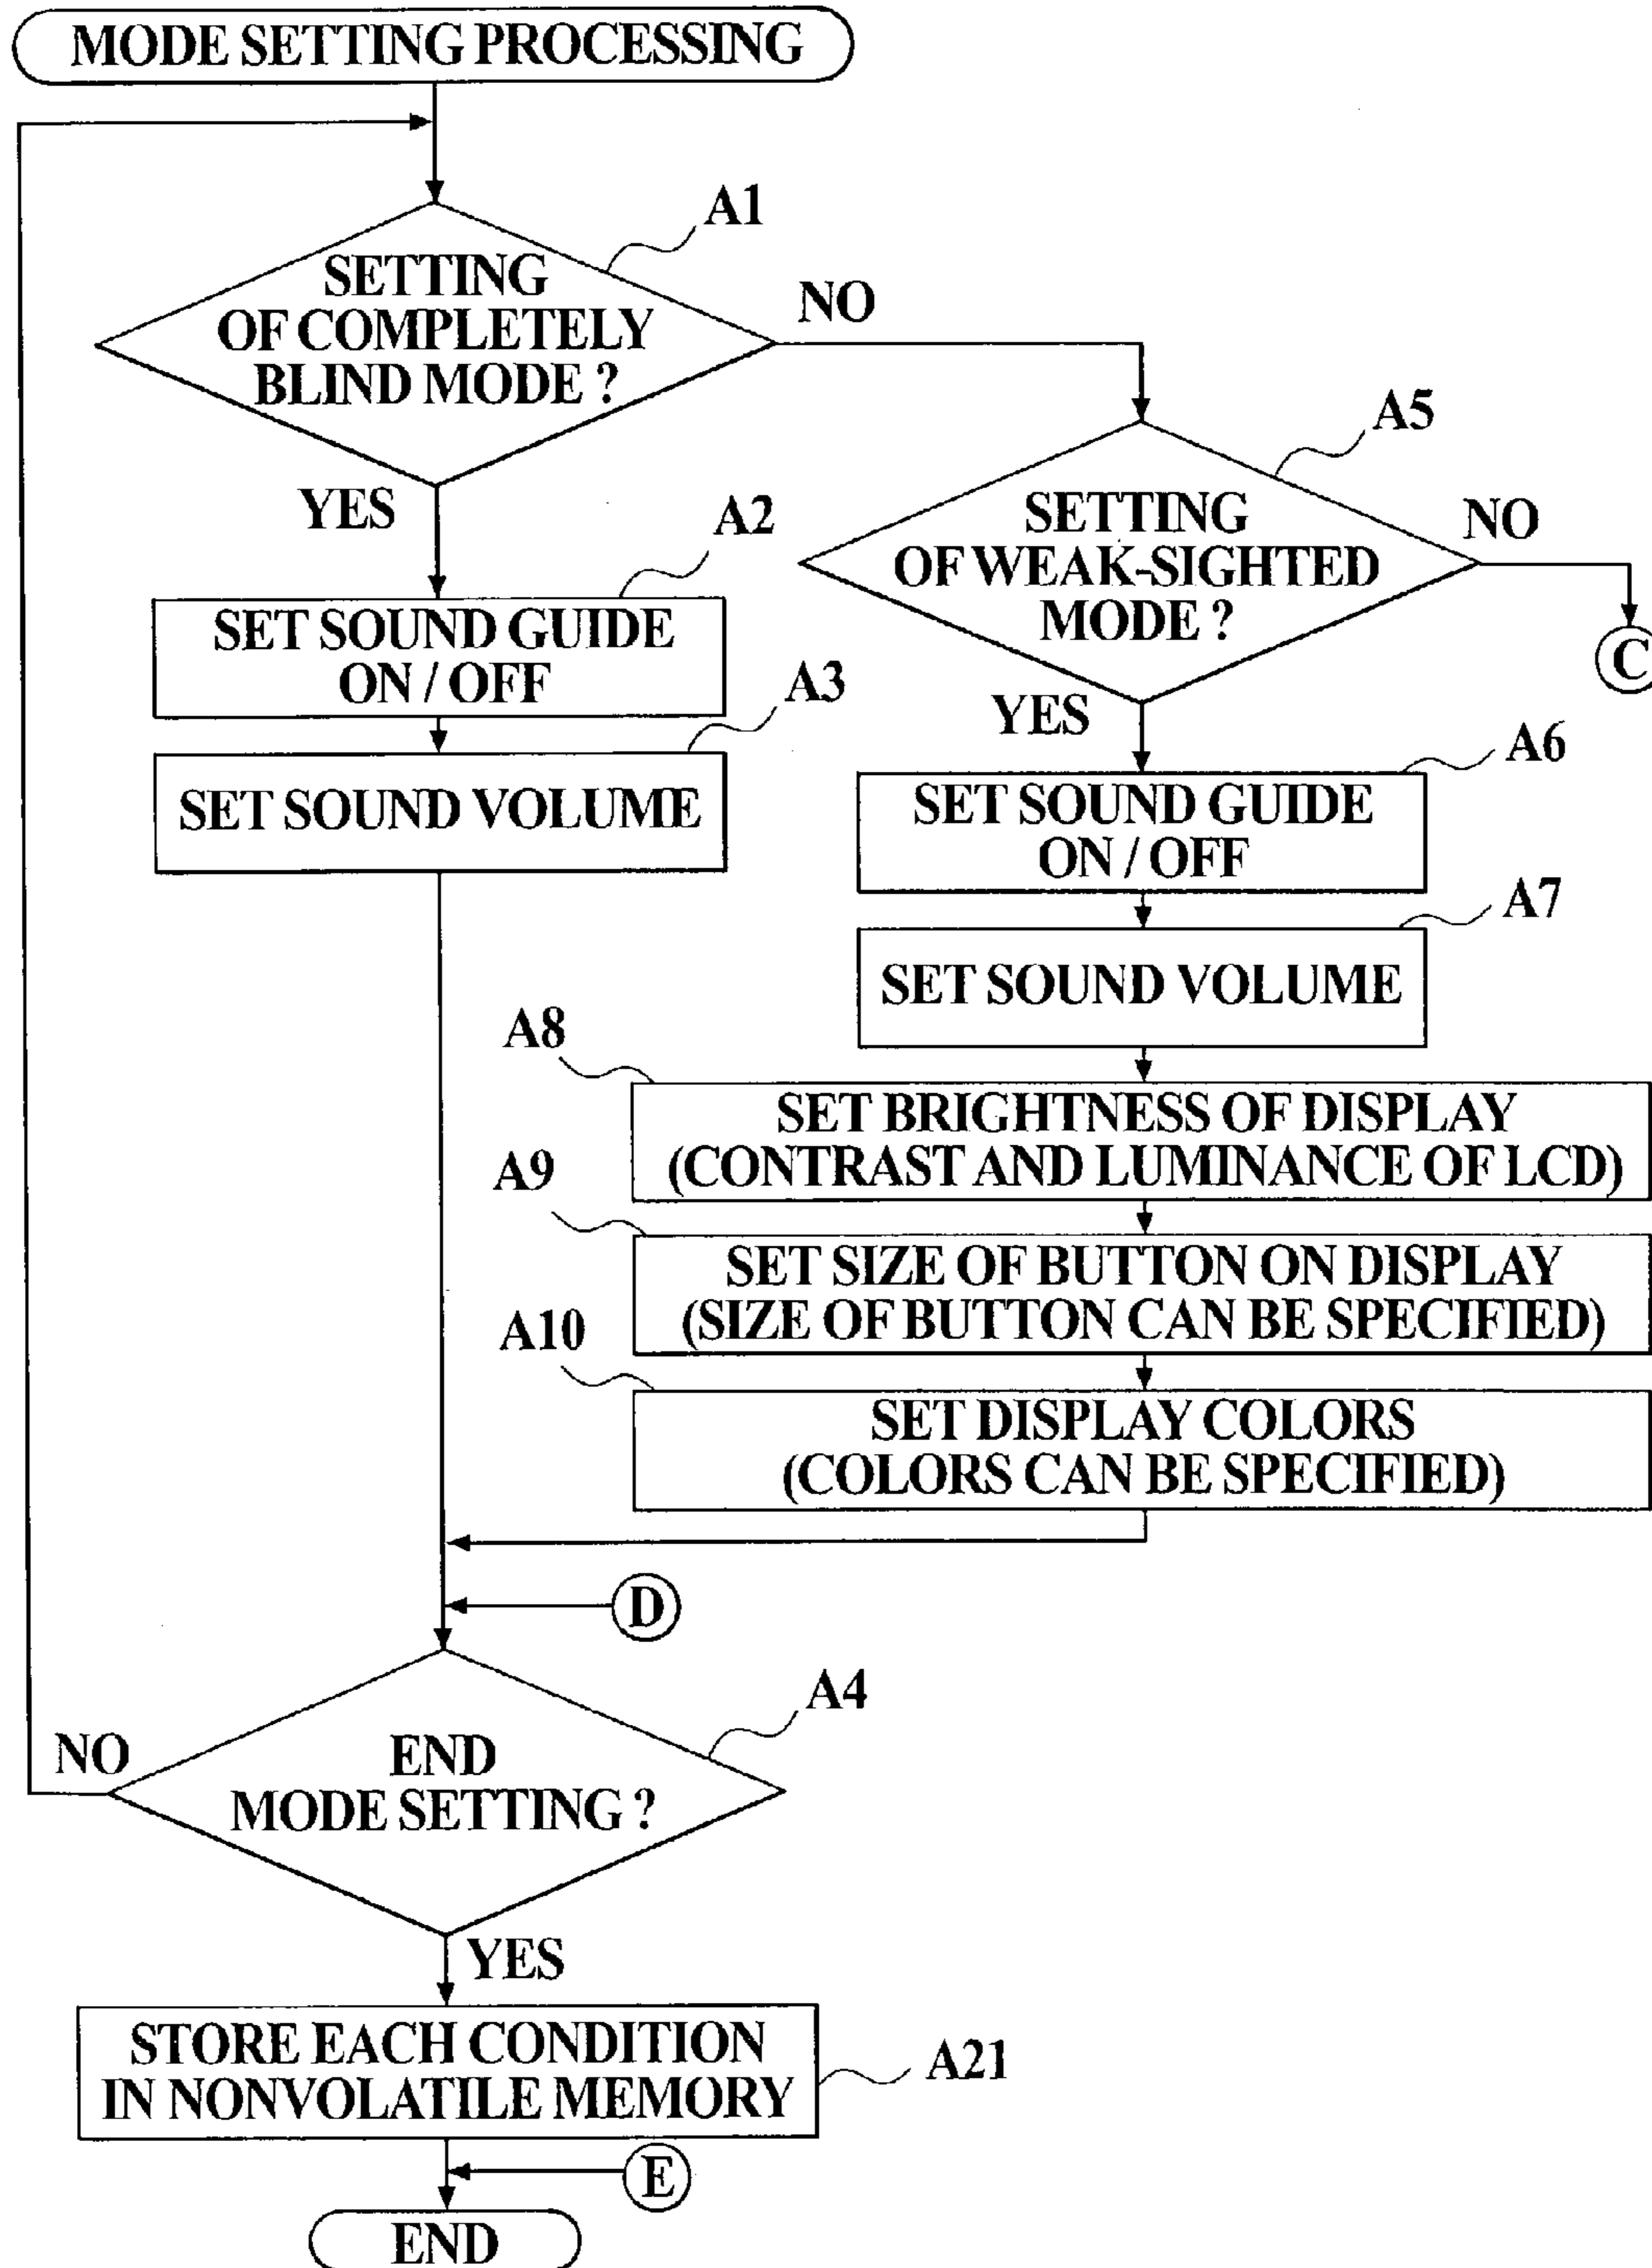 MODE SETTING PROCESSING
A1
SETTING
OF COMPLETELY
BLIND MODE ?
NO
YES
A5
SETTING
OF WEAK-SIGHTED
MODE ?
NO
C
YES
A2
SET SOUND GUIDE
ON / OFF
A3
SET SOUND VOLUME
A6
SET SOUND GUIDE
ON / OFF
A7
SET SOUND VOLUME
A8
SET BRIGHTNESS OF DISPLAY
(CONTRAST AND LUMINANCE OF LCD)
A9
SET SIZE OF BUTTON ON DISPLAY
(SIZE OF BUTTON CAN BE SPECIFIED)
A10
SET DISPLAY COLORS
(COLORS CAN BE SPECIFIED)
D
A4
NO
END
MODE SETTING ?
YES
STORE EACH CONDITION
IN NONVOLATILE MEMORY
A21
E
END